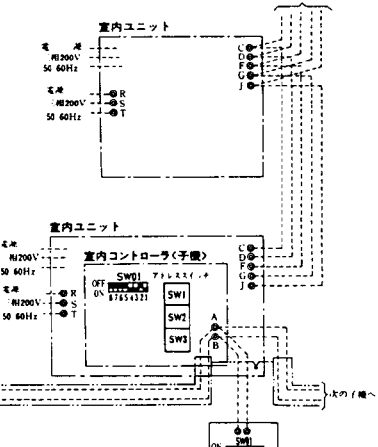 室内ユニット
電源
三相200V
50 60Hz
電源
三相200V
50 60Hz
R
S
T
C
D
F
G
J
室内ユニット
電源
相200V
50 60Hz
電源
三相200V
50 60Hz
R
S
T
室内コントローラ(子機)
SW01
アドレススイッチ
OFF
ON
87654321
SW1
SW2
SW3
A
B
C
D
F
G
J
次の子機へ
SW01
ON